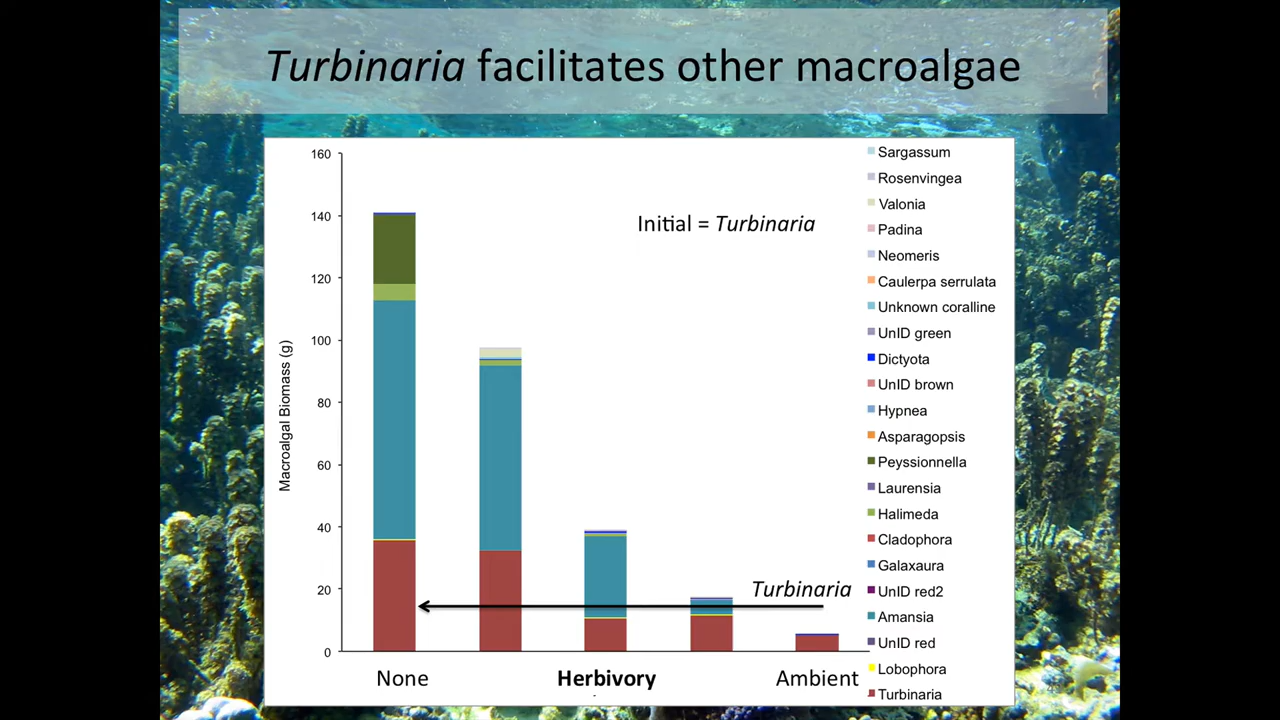 Turbinaria facilitates other macroalgae
160
140
120
100
80
60
40
20
0
Macroalgal Biomass (g)
Initial = Turbinaria
Turbinaria
None
Herbivory
Ambient
Sargassum
Rosenvingea
Valonia
Padina
Neomeris
Caulerpa serrulata
Unknown coralline
UnID green
Dictyota
UnID brown
Hypnea
Asparagopsis
Peyssionnella
Laurensia
Halimeda
Cladophora
Galaxaura
UnID red2
Amansia
UnID red
Lobophora
Turbinaria